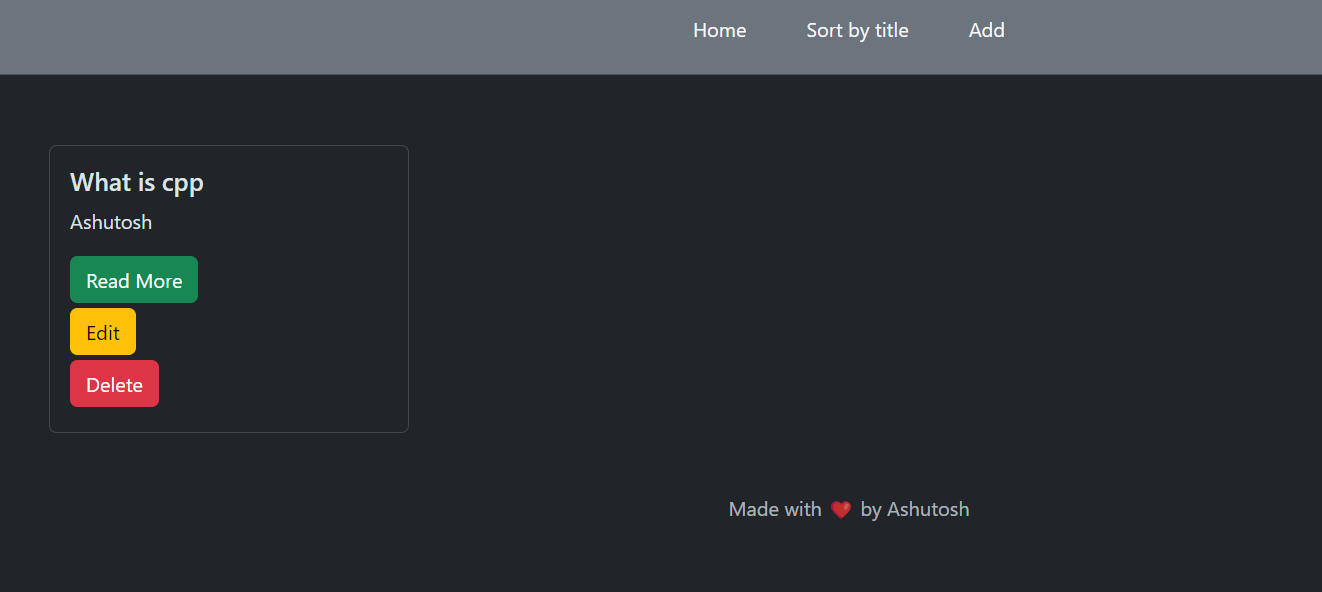 Home Sort by title Add
What is cpp
Ashutosh
Read More
Edit
Delete
Made with ❤️ by Ashutosh